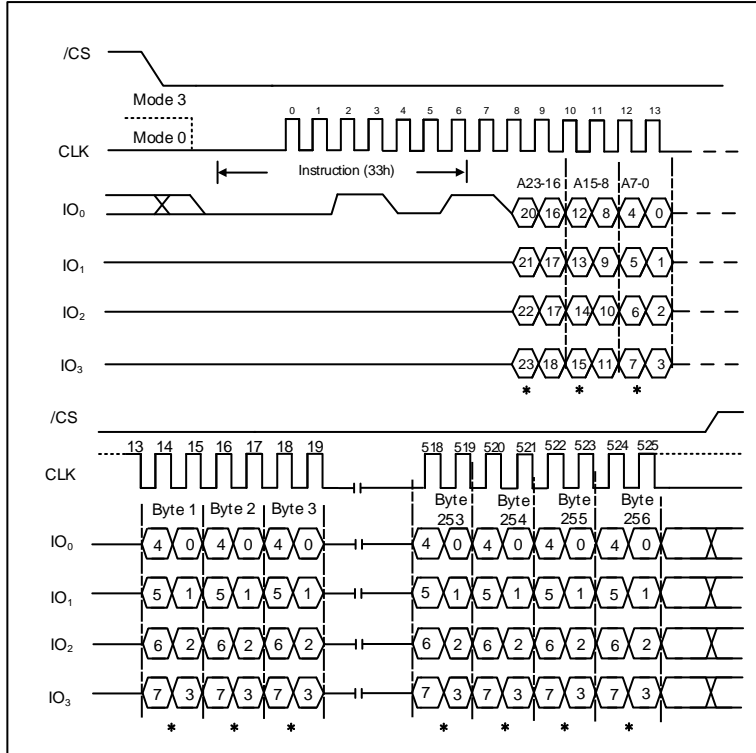 /CS
Mode 3
Mode 0
CLK
0 1 2 3 4 5 6 7 8 9 10 11 12 13
Instruction (33h)
A23-16 A15-8 A7-0
IO0 20 16 12 8 4 0
IO1 21 17 13 9 5 1
IO2 22 17 14 10 6 2
IO3 23 18 15 11 7 3
* * *
/CS
13 14 15 16 17 18 19 518 519 520 521 522 523 524 525
CLK
Byte 1 Byte 2 Byte 3 Byte 253 Byte 254 Byte 255 Byte 256
IO0 4 0 4 0 4 0 4 0 4 0 4 0 4 0
IO1 5 1 5 1 5 1 5 1 5 1 5 1 5 1
IO2 6 2 6 2 6 2 6 2 6 2 6 2 6 2
IO3 7 3 7 3 7 3 7 3 7 3 7 3 7 3
* * * * * * *